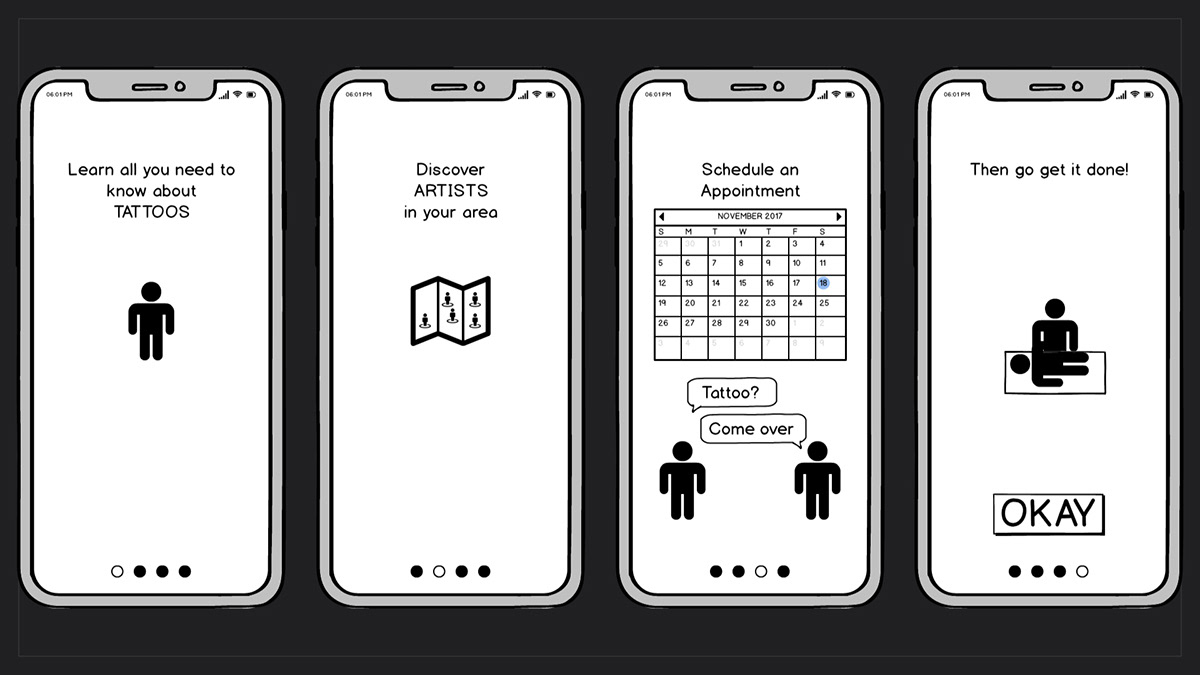 06:01 PM
Learn all you need to
know about
TATTOOS
06:01 PM
Discover
ARTISTS
in your area
06:01 PM
Schedule an
Appointment
NOVEMBER 2017
S M T W T F S
29 30 31 1 2 3 4
5 6 7 8 9 10 11
12 13 14 15 16 17 18
19 20 21 22 23 24 25
26 27 28 29 30 1 2
3 4 5 6 7 8 9
Tattoo?
Come over
06:01 PM
Then go get it done!
OKAY